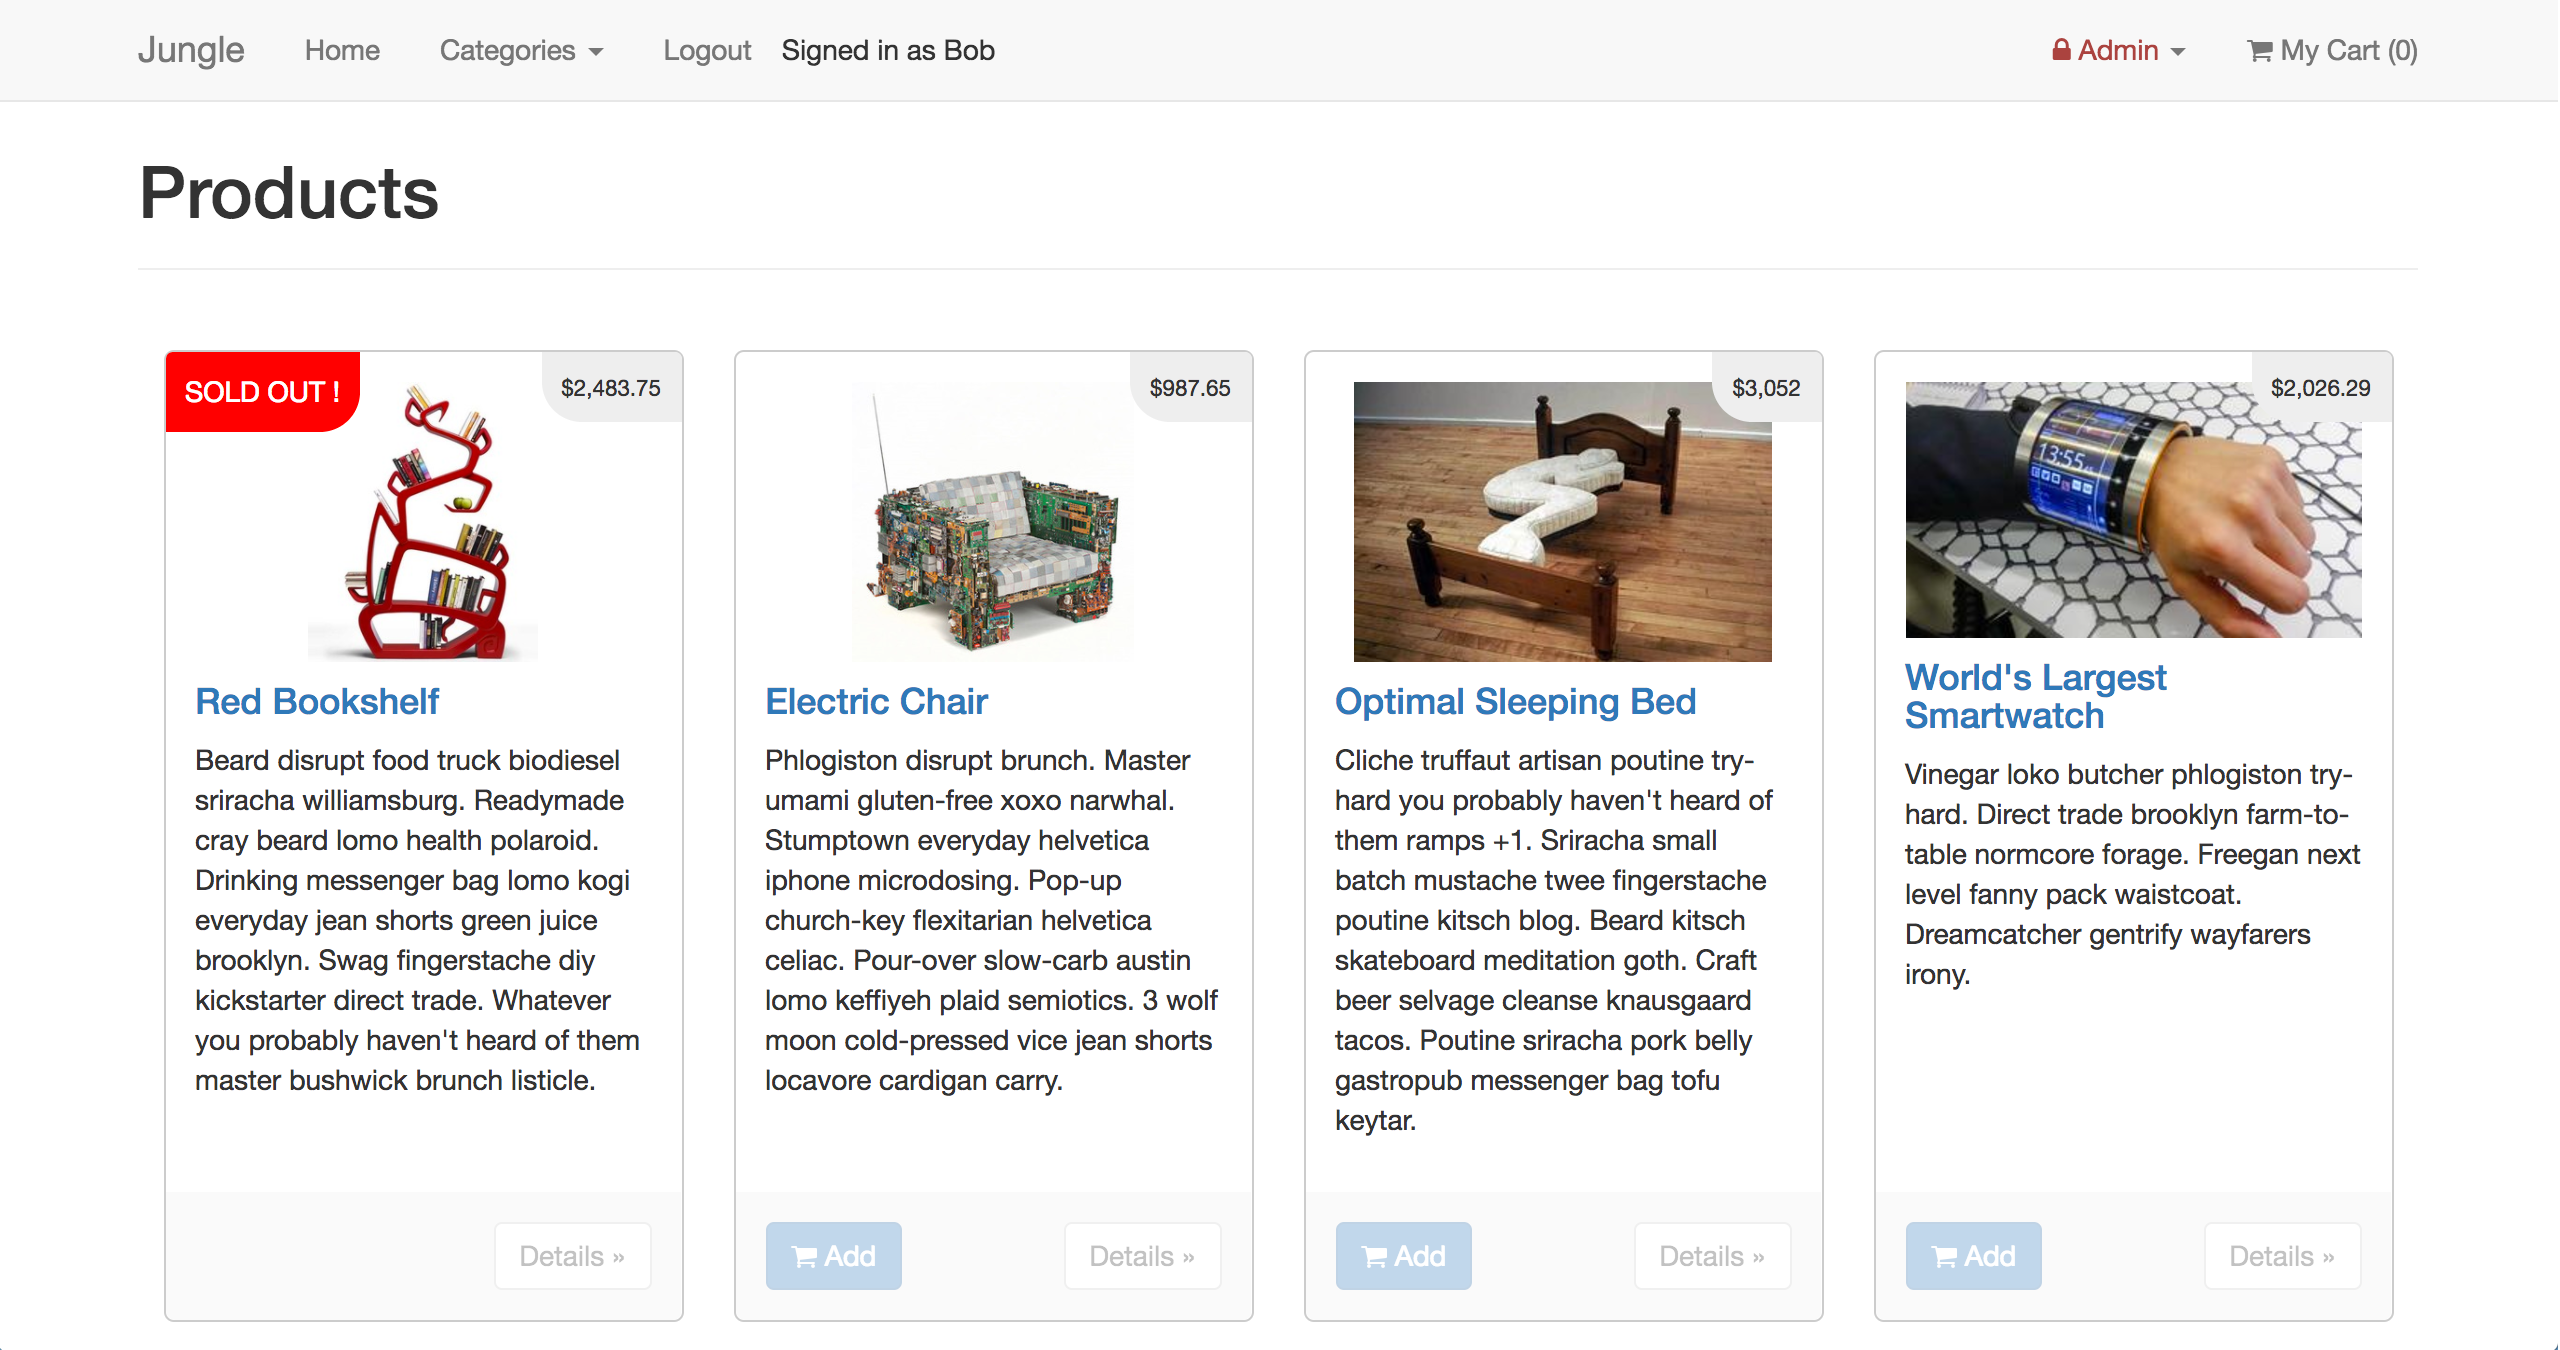 Jungle Home Categories Logout Signed in as Bob Admin My Cart (0)
Products
SOLD OUT !
$2,483.75
Red Bookshelf
Beard disrupt food truck biodiesel
sriracha williamsburg. Readymade
cray beard lomo health polaroid.
Drinking messenger bag lomo kogi
everyday jean shorts green juice
brooklyn. Swag fingerstache diy
kickstarter direct trade. Whatever
you probably haven't heard of them
master bushwick brunch listicle.
Details »
$987.65
Electric Chair
Phlogiston disrupt brunch. Master
umami gluten-free xoxo narwhal.
Stumptown everyday helvetica
iphone microdosing. Pop-up
church-key flexitarian helvetica
celiac. Pour-over slow-carb austin
lomo keffiyeh plaid semiotics. 3 wolf
moon cold-pressed vice jean shorts
locavore cardigan carry.
Add
Details »
$3,052
Optimal Sleeping Bed
Cliche truffaut artisan poutine try-
hard you probably haven't heard of
them ramps +1. Sriracha small
batch mustache twee fingerstache
poutine kitsch blog. Beard kitsch
skateboard meditation goth. Craft
beer selvage cleanse knausgaard
tacos. Poutine sriracha pork belly
gastropub messenger bag tofu
keytar.
Add
Details »
$2,026.29
13:55
World's Largest
Smartwatch
Vinegar loko butcher phlogiston try-
hard. Direct trade brooklyn farm-to-
table normcore forage. Freegan next
level fanny pack waistcoat.
Dreamcatcher gentrify wayfarers
irony.
Add
Details »